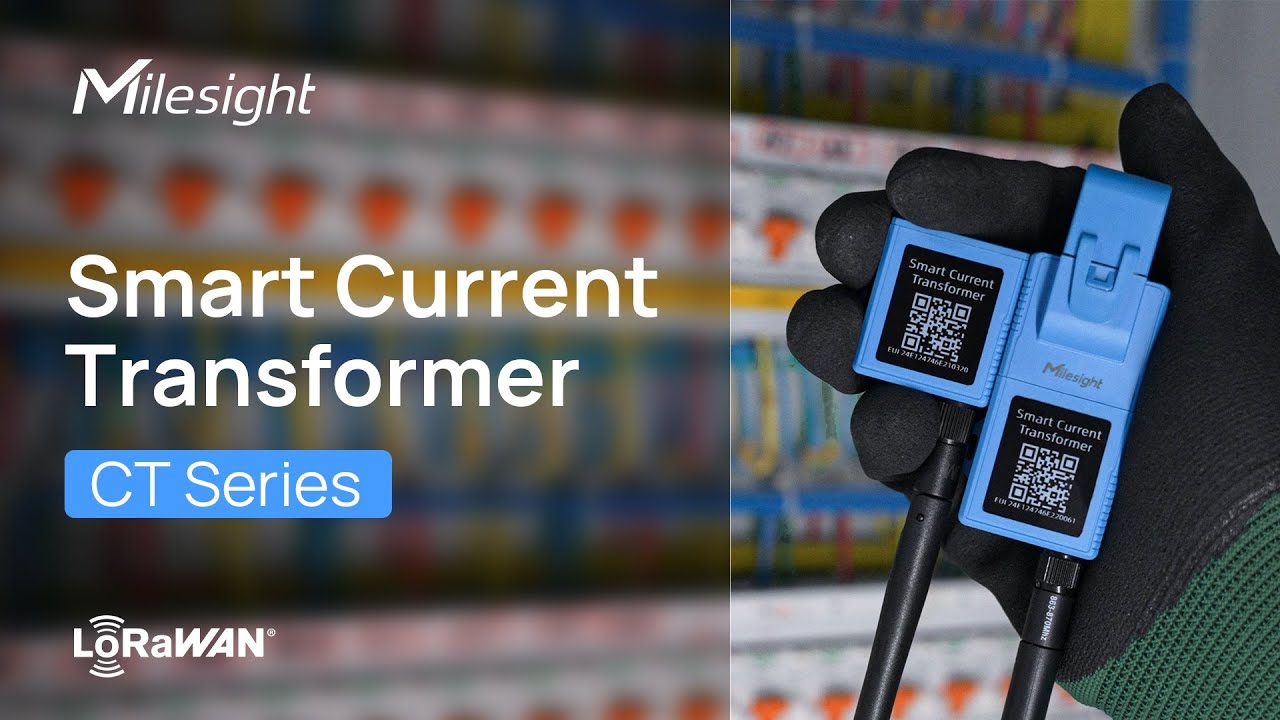 Milesight
Smart Current
Transformer
CT Series
LoRaWAN®
Smart Current
Transformer
EUI 24E124746E210320
Milesight
Smart Current
Transformer
EUI 24E124746E220061
863-870Mhz